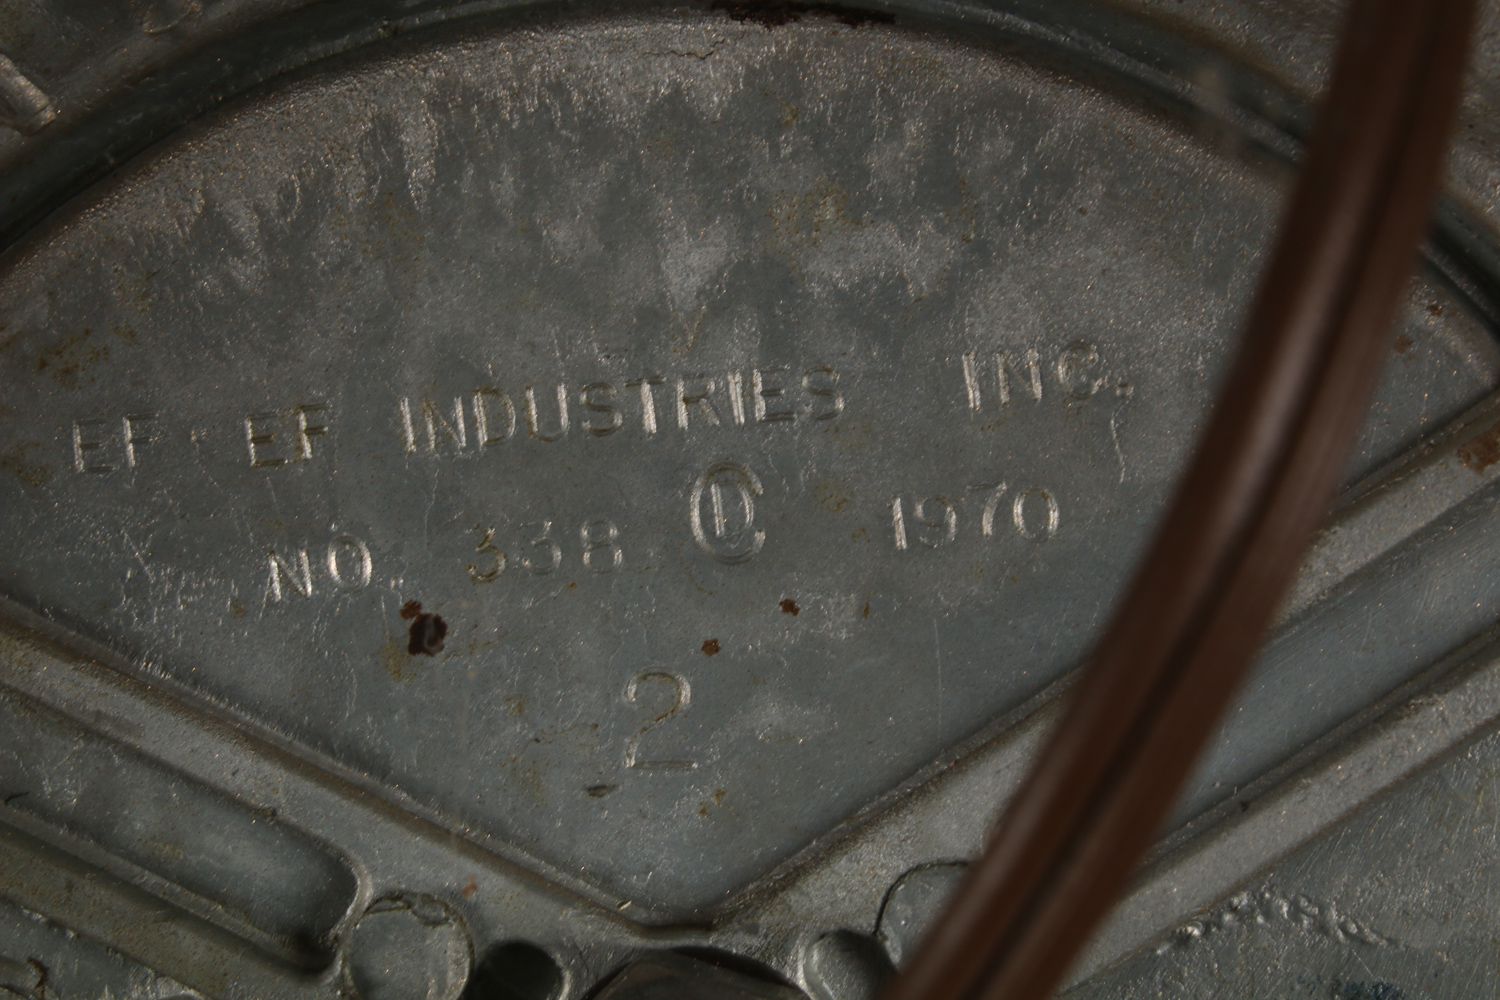 EF · EF INDUSTRIES INC.
NO. 338 © 1970
2